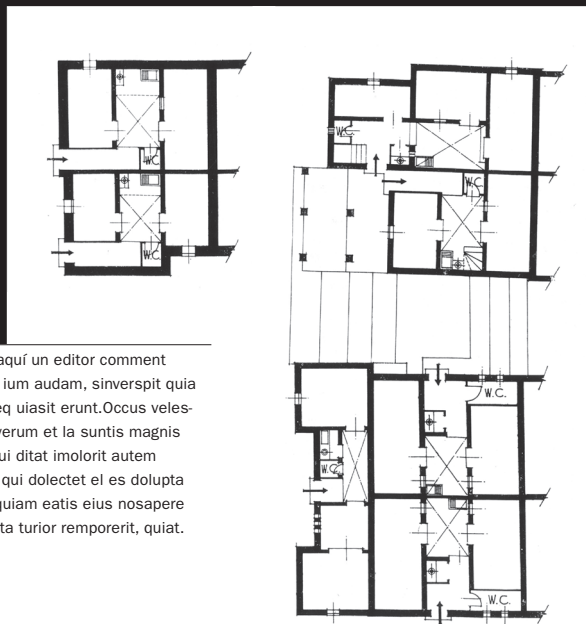 W.C.
W.C.
W.C.
W.C.
aquí un editor comment
ium audam, sinverspit quia
eq uiasit erunt.Occus veles-
verum et la suntis magnis
ui ditat imolorit autem
qui dolectet el es dolupta
quiam eatis eius nosapere
ta turior remporerit, quiat.
W.C.
W.C.
W.C.